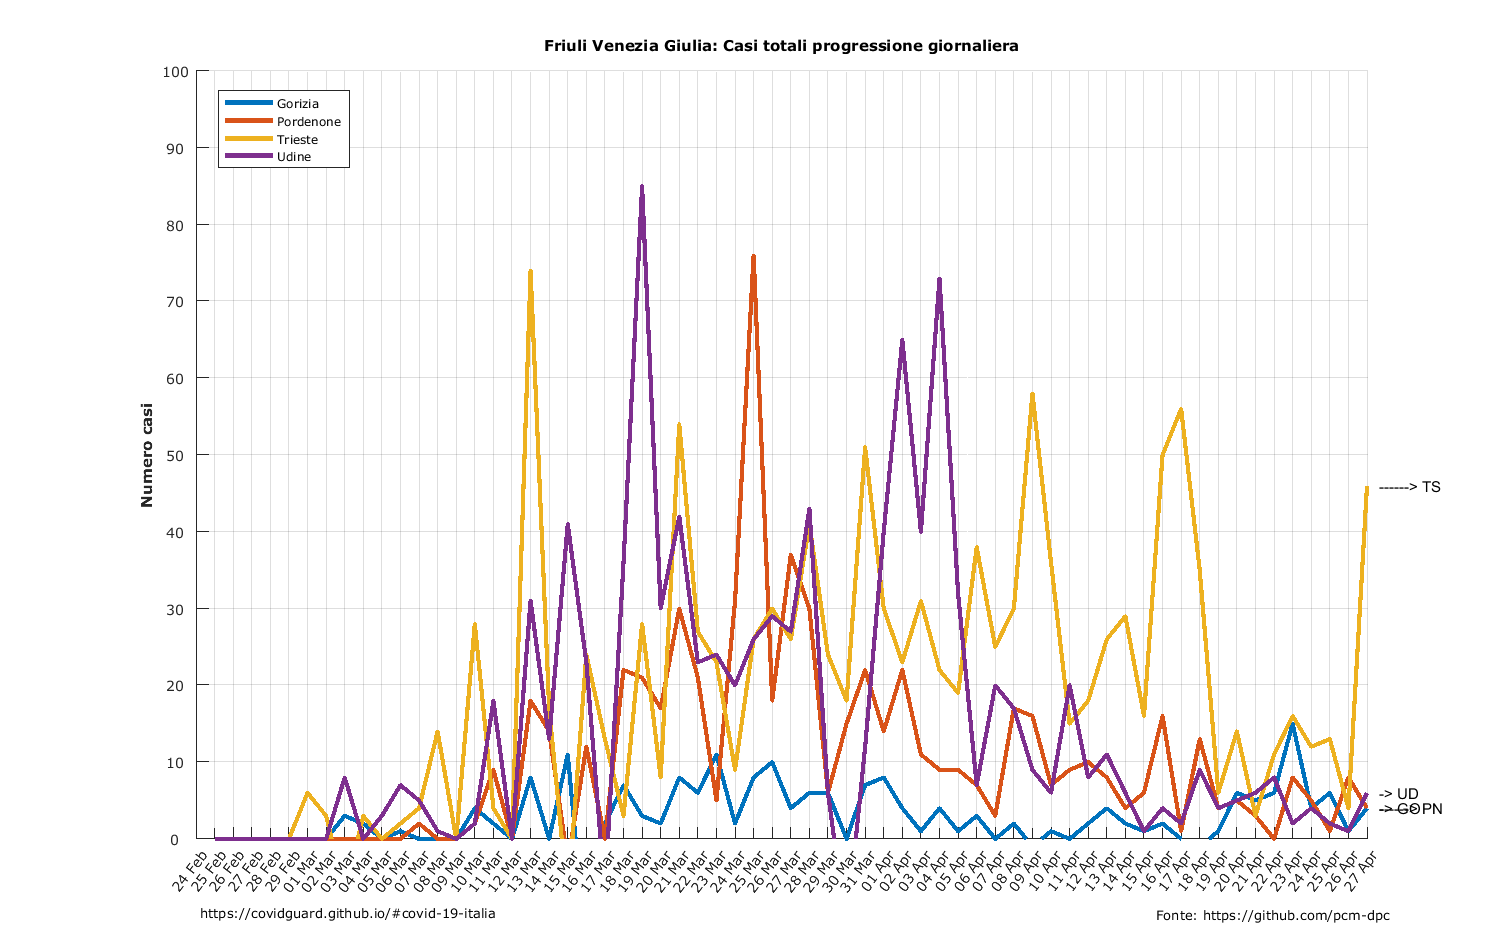 Friuli Venezia Giulia: Casi totali progressione giornaliera
100
90
80
70
60
50
40
30
20
10
0
Numero casi
Gorizia
Pordenone
Trieste
Udine
------> TS
-> UD
-> GO
PN
24 Feb
25 Feb
26 Feb
27 Feb
28 Feb
29 Feb
01 Mar
02 Mar
03 Mar
04 Mar
05 Mar
06 Mar
07 Mar
08 Mar
09 Mar
10 Mar
11 Mar
12 Mar
13 Mar
14 Mar
15 Mar
16 Mar
17 Mar
18 Mar
19 Mar
20 Mar
21 Mar
22 Mar
23 Mar
24 Mar
25 Mar
26 Mar
27 Mar
28 Mar
29 Mar
30 Mar
31 Mar
01 Apr
02 Apr
03 Apr
04 Apr
05 Apr
06 Apr
07 Apr
08 Apr
09 Apr
10 Apr
11 Apr
12 Apr
13 Apr
14 Apr
15 Apr
16 Apr
17 Apr
18 Apr
19 Apr
20 Apr
21 Apr
22 Apr
23 Apr
24 Apr
25 Apr
26 Apr
27 Apr
https://covidguard.github.io/#covid-19-italia
Fonte: https://github.com/pcm-dpc